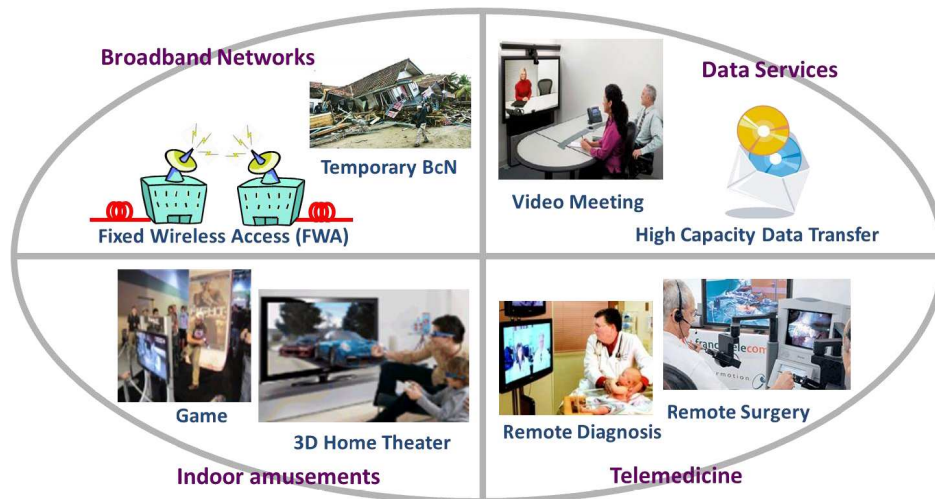 Broadband Networks
Temporary BcN
Fixed Wireless Access (FWA)
Data Services
Video Meeting
High Capacity Data Transfer
Game
3D Home Theater
Indoor amusements
Remote Diagnosis
Remote Surgery
Telemedicine